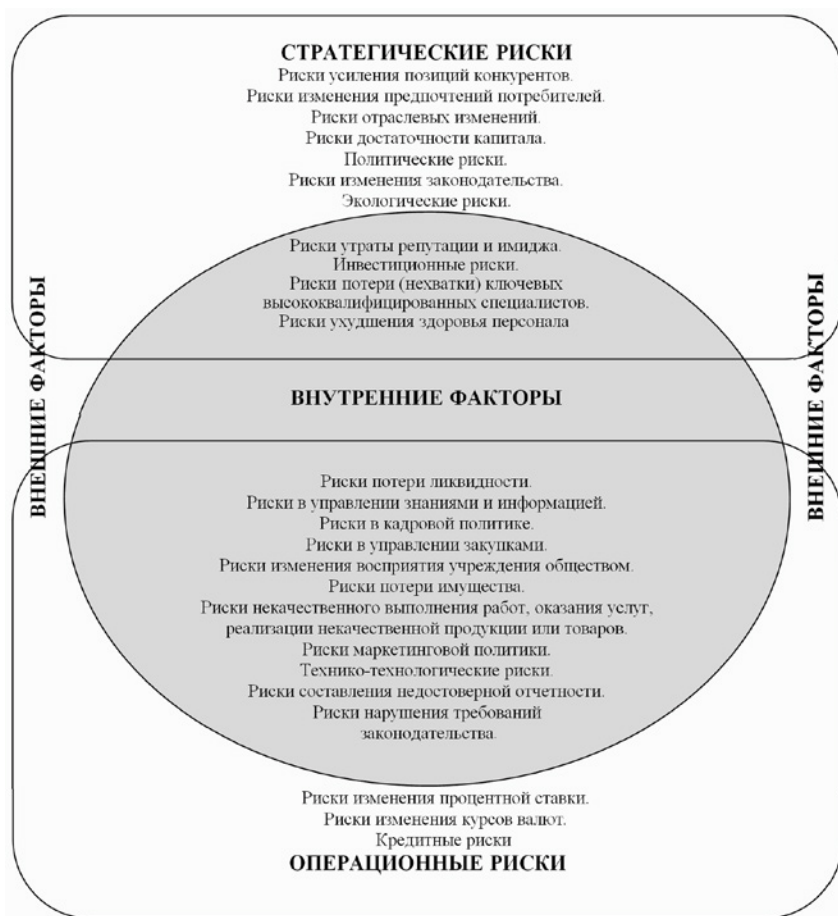 СТРАТЕГИЧЕСКИЕ РИСКИ
Риски усиления позиций конкурентов.
Риски изменения предпочтений потребителей.
Риски отраслевых изменений.
Риски достаточности капитала.
Политические риски.
Риски изменения законодательства.
Экологические риски.
Риски утраты репутации и имиджа.
Инвестиционные риски.
Риски потери (нехватки) ключевых
высококвалифицированных специалистов.
Риски ухудшения здоровья персонала
ВНЕШНИЕ ФАКТОРЫ
ВНУТРЕННИЕ ФАКТОРЫ
ВНЕШНИЕ ФАКТОРЫ
Риски потери ликвидности.
Риски в управлении знаниями и информацией.
Риски в кадровой политике.
Риски в управлении закупками.
Риски изменения восприятия учреждения обществом.
Риски потери имущества.
Риски некачественного выполнения работ, оказания услуг,
реализации некачественной продукции или товаров.
Риски маркетинговой политики.
Технико-технологические риски.
Риски составления недостоверной отчетности.
Риски нарушения требований
законодательства.
Риски изменения процентной ставки.
Риски изменения курсов валют.
Кредитные риски
ОПЕРАЦИОННЫЕ РИСКИ